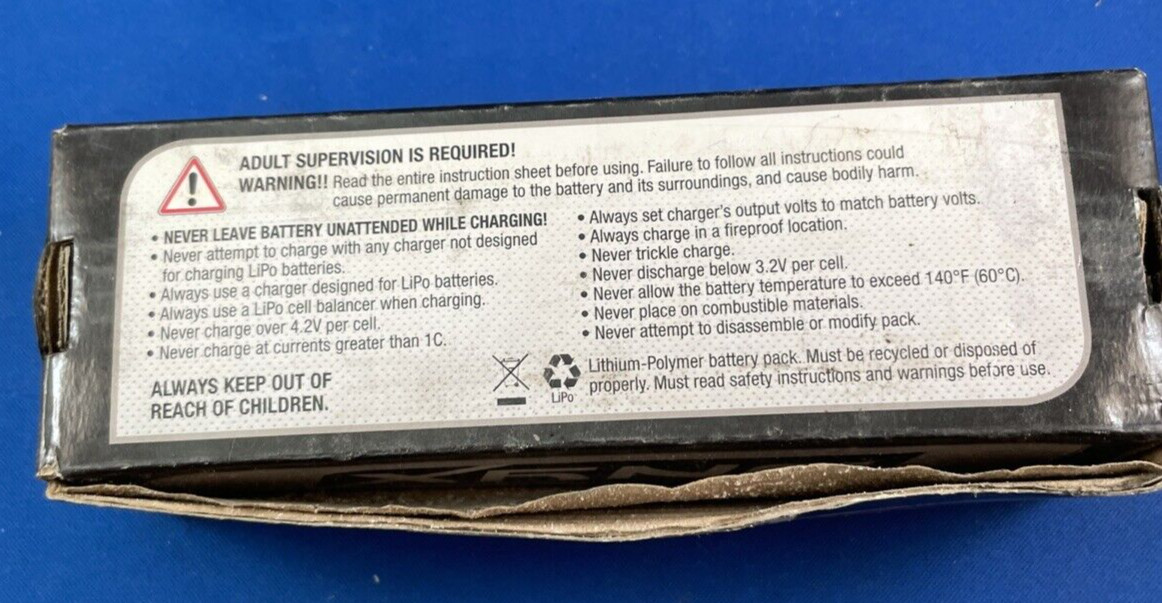 ADULT SUPERVISION IS REQUIRED!
WARNING!! Read the entire instruction sheet before using. Failure to follow all instructions could
cause permanent damage to the battery and its surroundings, and cause bodily harm.
• NEVER LEAVE BATTERY UNATTENDED WHILE CHARGING!
• Never attempt to charge with any charger not designed
for charging LiPo batteries.
• Always use a charger designed for LiPo batteries.
• Always use a LiPo cell balancer when charging.
• Never charge over 4.2V per cell.
• Never charge at currents greater than 1C.
ALWAYS KEEP OUT OF
REACH OF CHILDREN.
• Always set charger's output volts to match battery volts.
• Always charge in a fireproof location.
• Never trickle charge.
• Never discharge below 3.2V per cell.
• Never allow the battery temperature to exceed 140°F (60°C).
• Never place on combustible materials.
• Never attempt to disassemble or modify pack.
LiPo
Lithium-Polymer battery pack. Must be recycled or disposed of
properly. Must read safety instructions and warnings before use.